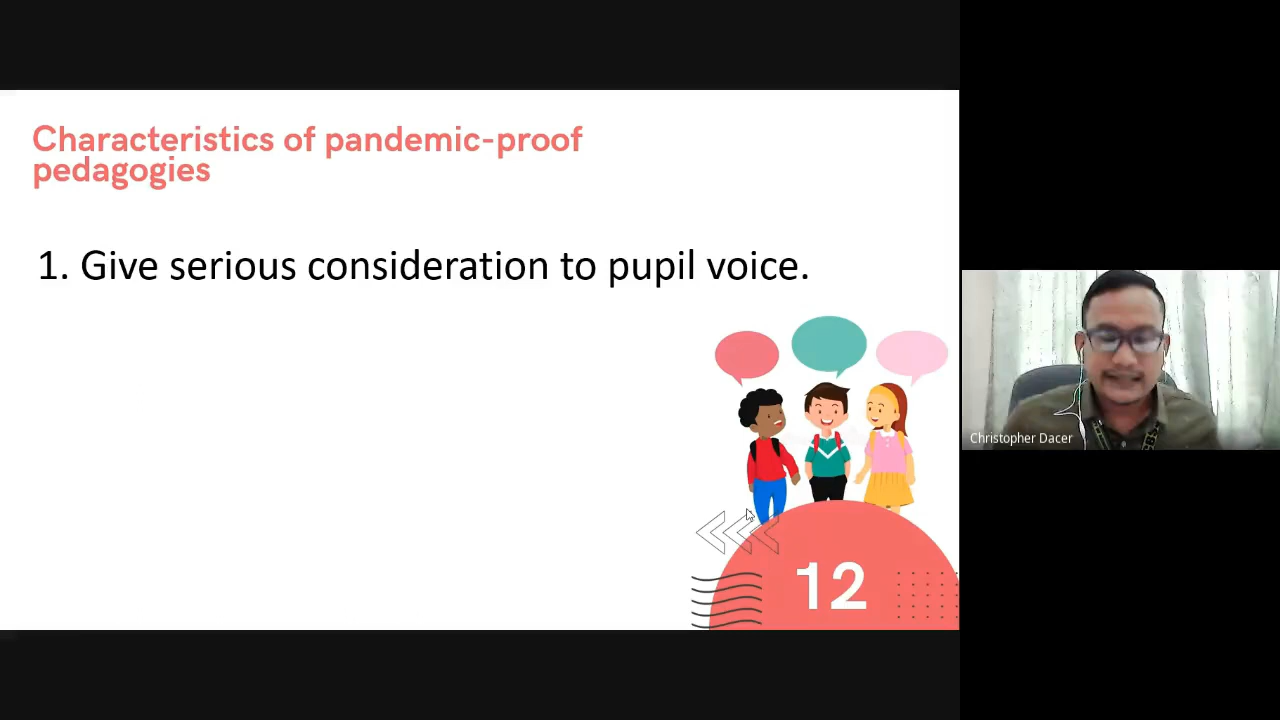 Characteristics of pandemic-proof
pedagogies
1. Give serious consideration to pupil voice.
12
Christopher Dacer